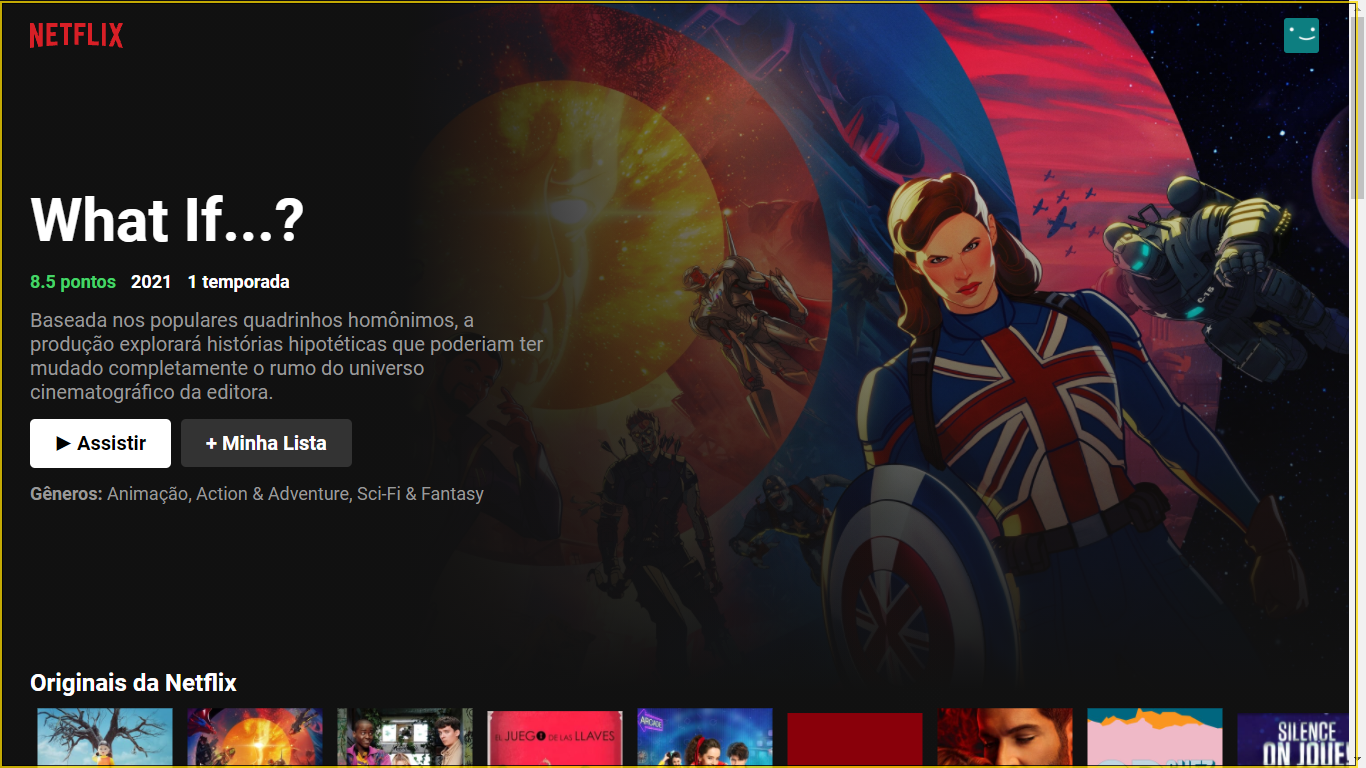 NETFLIX
What If...?
8.5 pontos 2021 1 temporada
Baseada nos populares quadrinhos homônimos, a
produção explorará histórias hipotéticas que poderiam ter
mudado completamente o rumo do universo
cinematográfico da editora.
▶ Assistir + Minha Lista
Gêneros: Animação, Action & Adventure, Sci-Fi & Fantasy
C-15
Originais da Netflix
EL JUEGO DE LAS LLAVES
ARCADE
SILENCE
ON JOUE!